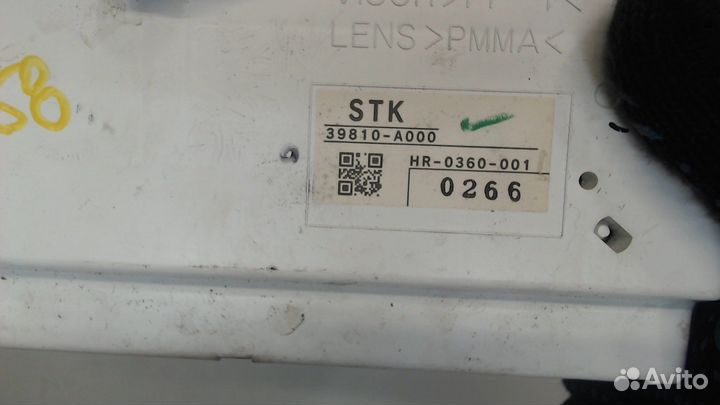 LENS>PMMA<
STK
39810-A000
HR-0360-001
0266
Avito